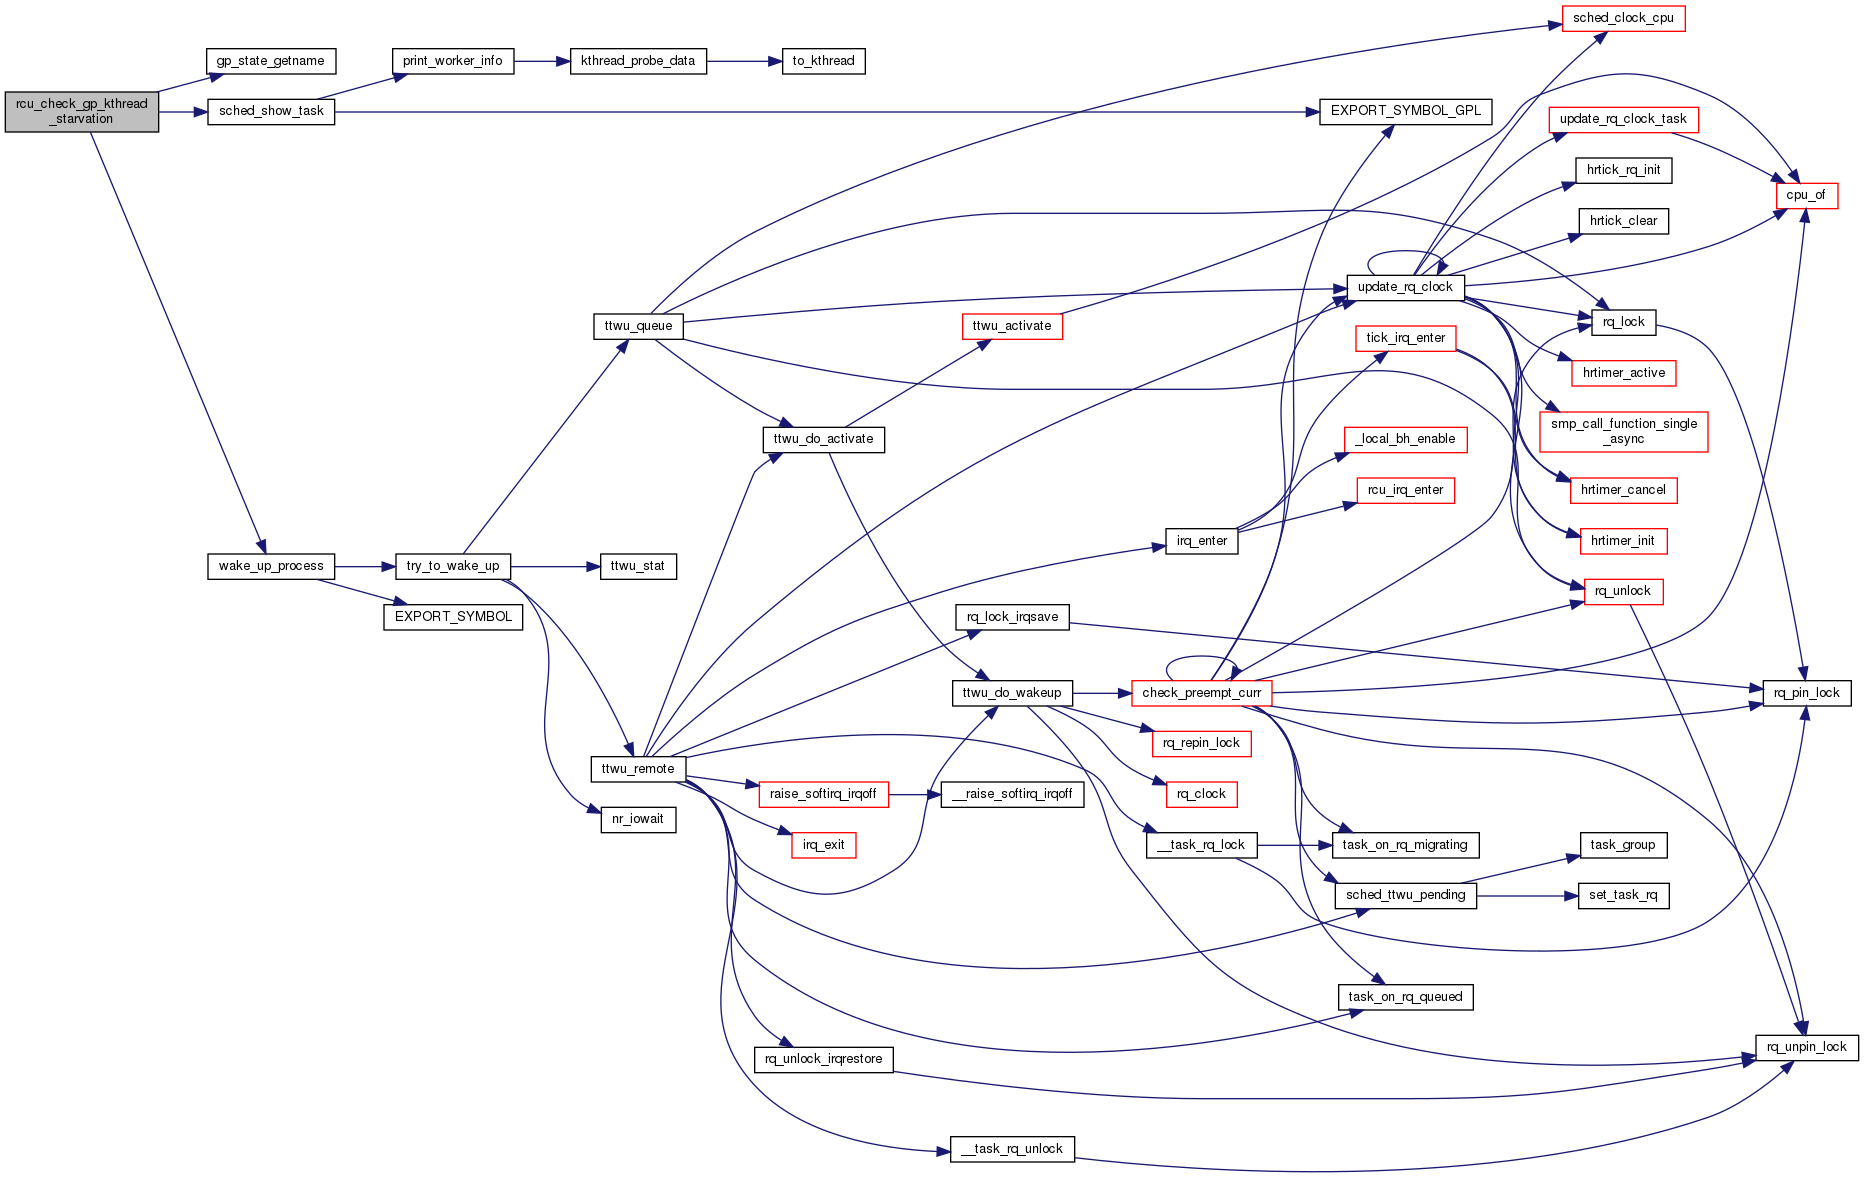 sched_clock_cpu
gp_state_getname
print_worker_info
kthread_probe_data
to_kthread
rcu_check_gp_kthread
_starvation
sched_show_task
EXPORT_SYMBOL_GPL
update_rq_clock_task
hrtick_rq_init
cpu_of
hrtick_clear
update_rq_clock
ttwu_queue
ttwu_activate
rq_lock
tick_irq_enter
hrtimer_active
ttwu_do_activate
_local_bh_enable
smp_call_function_single
_async
rcu_irq_enter
hrtimer_cancel
irq_enter
hrtimer_init
wake_up_process
try_to_wake_up
ttwu_stat
rq_unlock
EXPORT_SYMBOL
rq_lock_irqsave
ttwu_do_wakeup
check_preempt_curr
rq_pin_lock
rq_repin_lock
ttwu_remote
raise_softirq_irqoff
__raise_softirq_irqoff
rq_clock
nr_iowait
irq_exit
__task_rq_lock
task_on_rq_migrating
task_group
sched_ttwu_pending
set_task_rq
task_on_rq_queued
rq_unlock_irqrestore
rq_unpin_lock
__task_rq_unlock